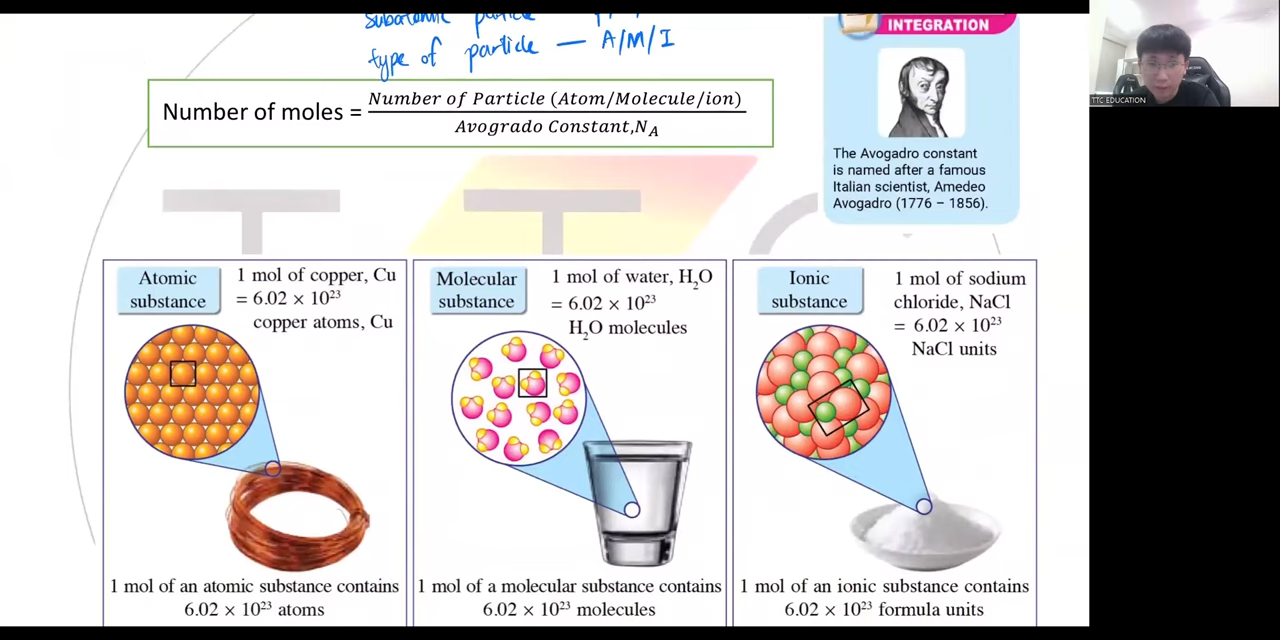 subatomic particle
type of particle — A/M/I
INTEGRATION
TTC EDUCATION
Number of moles = Number of Particle (Atom/Molecule/ion)
Avogrado Constant,N_A
The Avogadro constant
is named after a famous
Italian scientist, Amedeo
Avogadro (1776 – 1856).
Atomic
substance
1 mol of copper, Cu
= 6.02 × 10²³
copper atoms, Cu
Molecular
substance
1 mol of water, H₂O
= 6.02 × 10²³
H₂O molecules
Ionic
substance
1 mol of sodium
chloride, NaCl
= 6.02 × 10²³
NaCl units
1 mol of an atomic substance contains
6.02 × 10²³ atoms
1 mol of a molecular substance contains
6.02 × 10²³ molecules
1 mol of an ionic substance contains
6.02 × 10²³ formula units